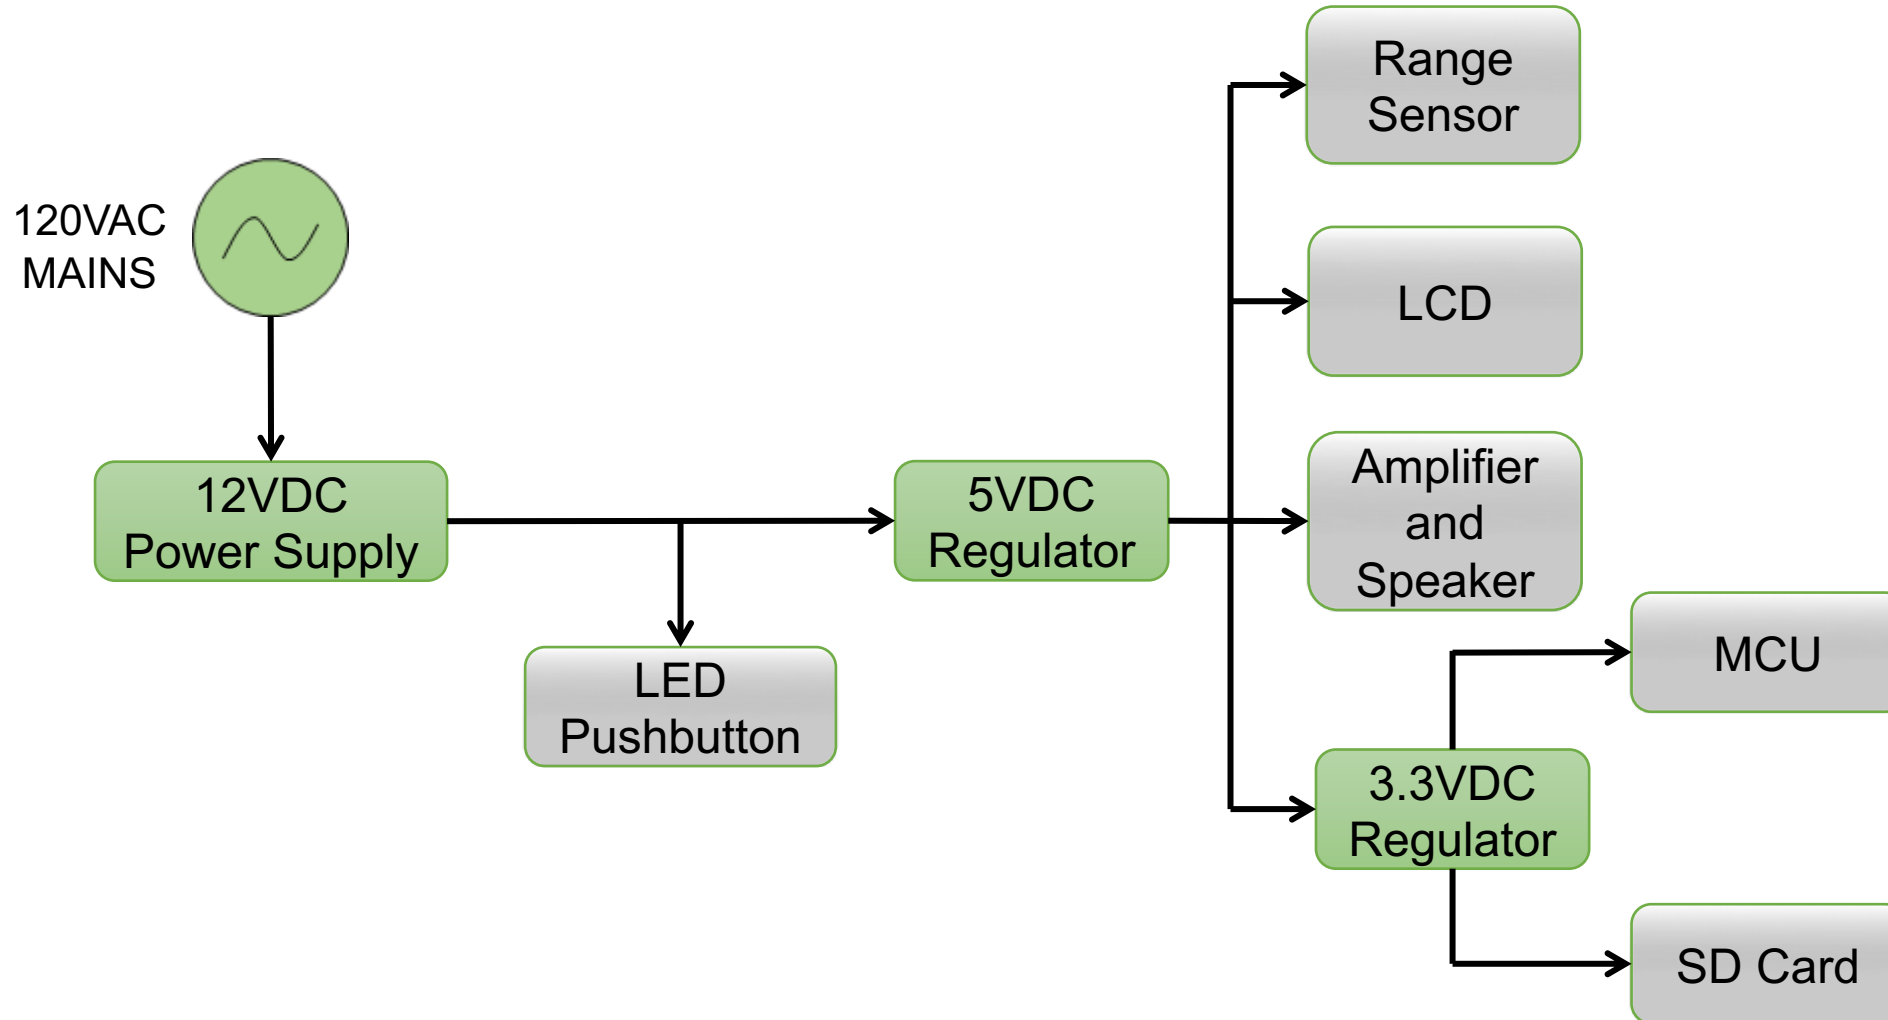 120VAC
MAINS
12VDC
Power Supply
LED
Pushbutton
5VDC
Regulator
Range
Sensor
LCD
Amplifier
and
Speaker
3.3VDC
Regulator
MCU
SD Card